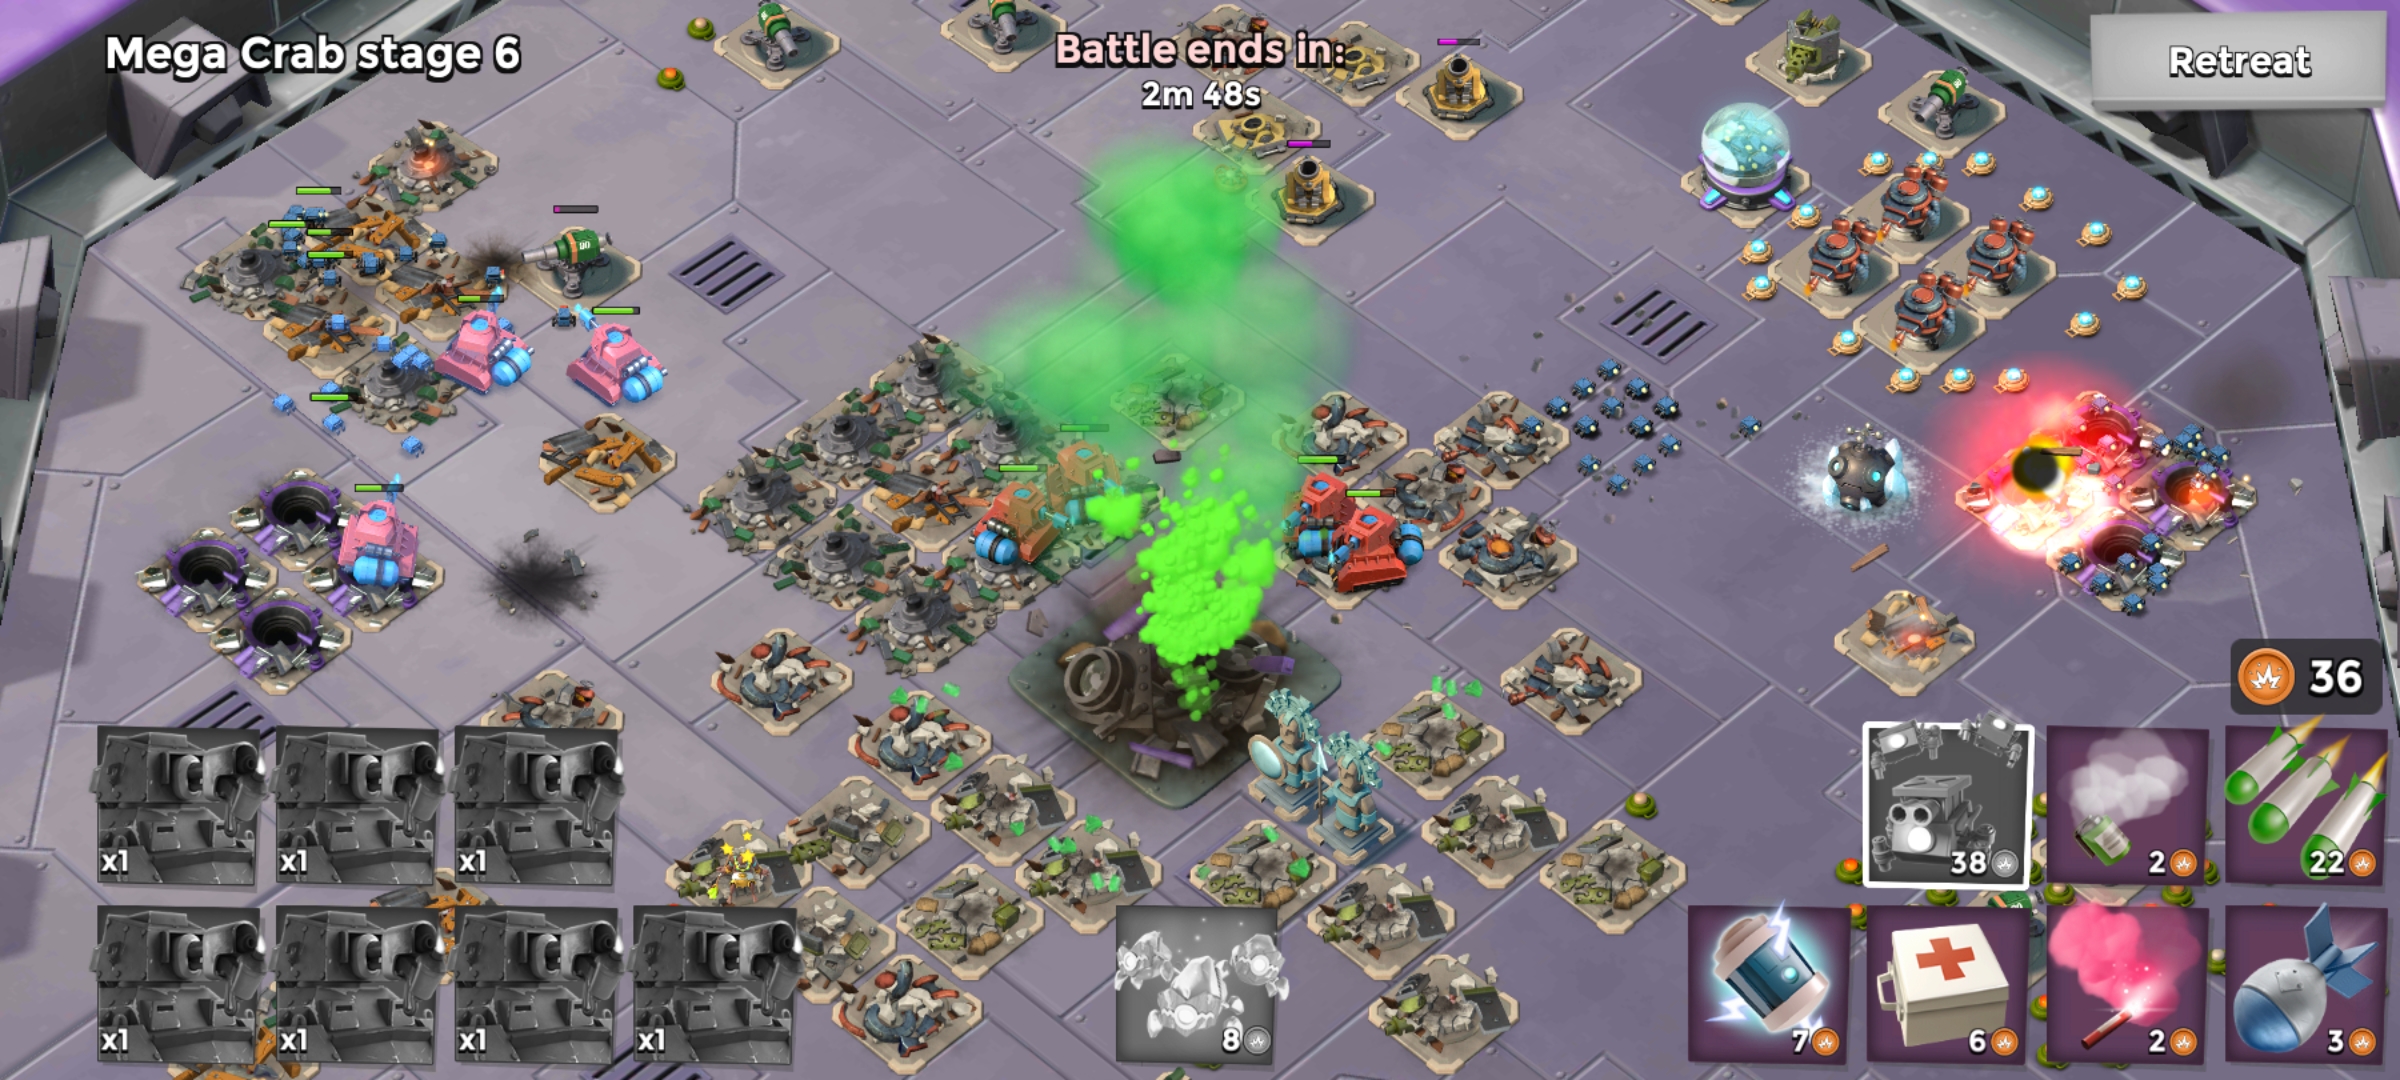 Mega Crab stage 6
Battle ends in:
2m 48s
Retreat
36
x1
x1
x1
38
2
22
x1
x1
x1
x1
8
7
6
2
3